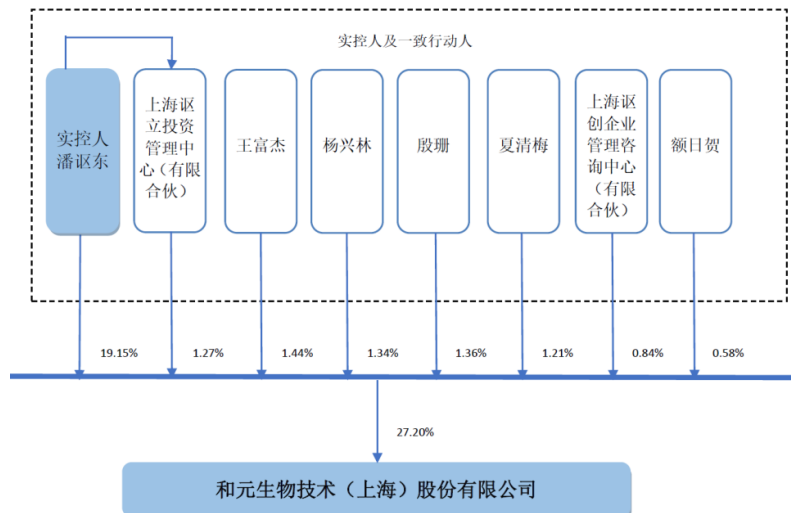 实控人及一致行动人
实控人
潘讴东
上海讴
立投资
管理中
心（有限
合伙）
王富杰
杨兴林
殷珊
夏清梅
上海讴
创企业
管理咨
询中心
（有限
合伙）
额日贺
19.15%
1.27%
1.44%
1.34%
1.36%
1.21%
0.84%
0.58%
27.20%
和元生物技术（上海）股份有限公司